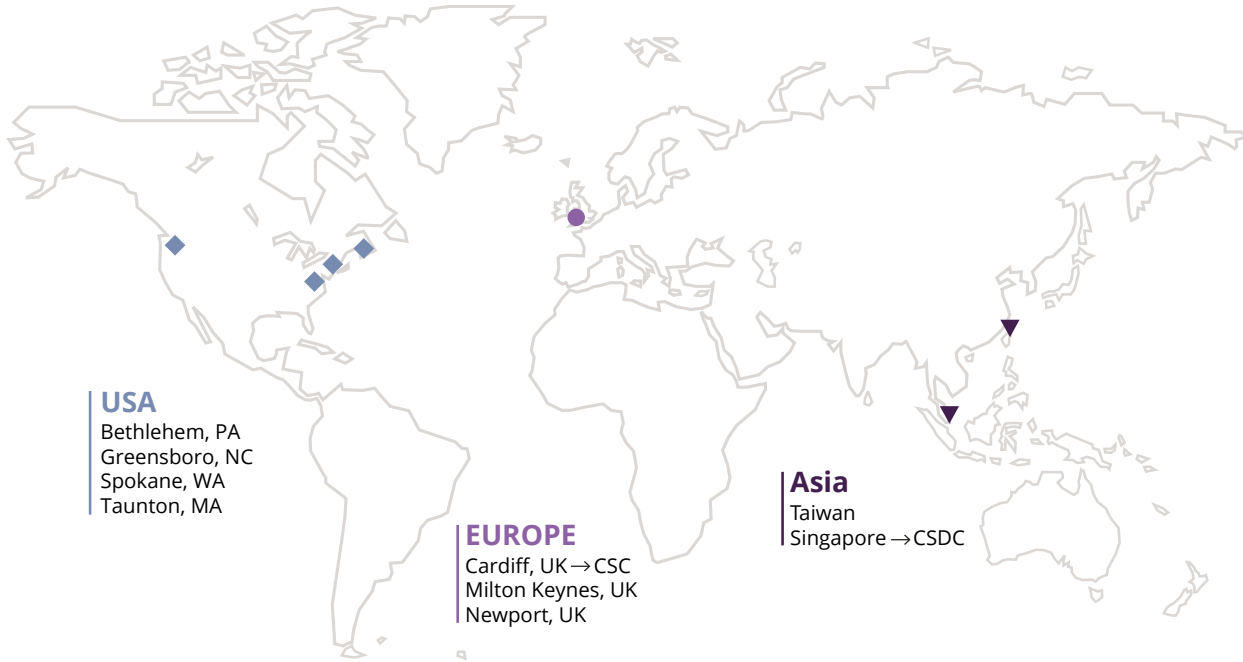 USA
Bethlehem, PA
Greensboro, NC
Spokane, WA
Taunton, MA
EUROPE
Cardiff, UK → CSC
Milton Keynes, UK
Newport, UK
Asia
Taiwan
Singapore → CSDC